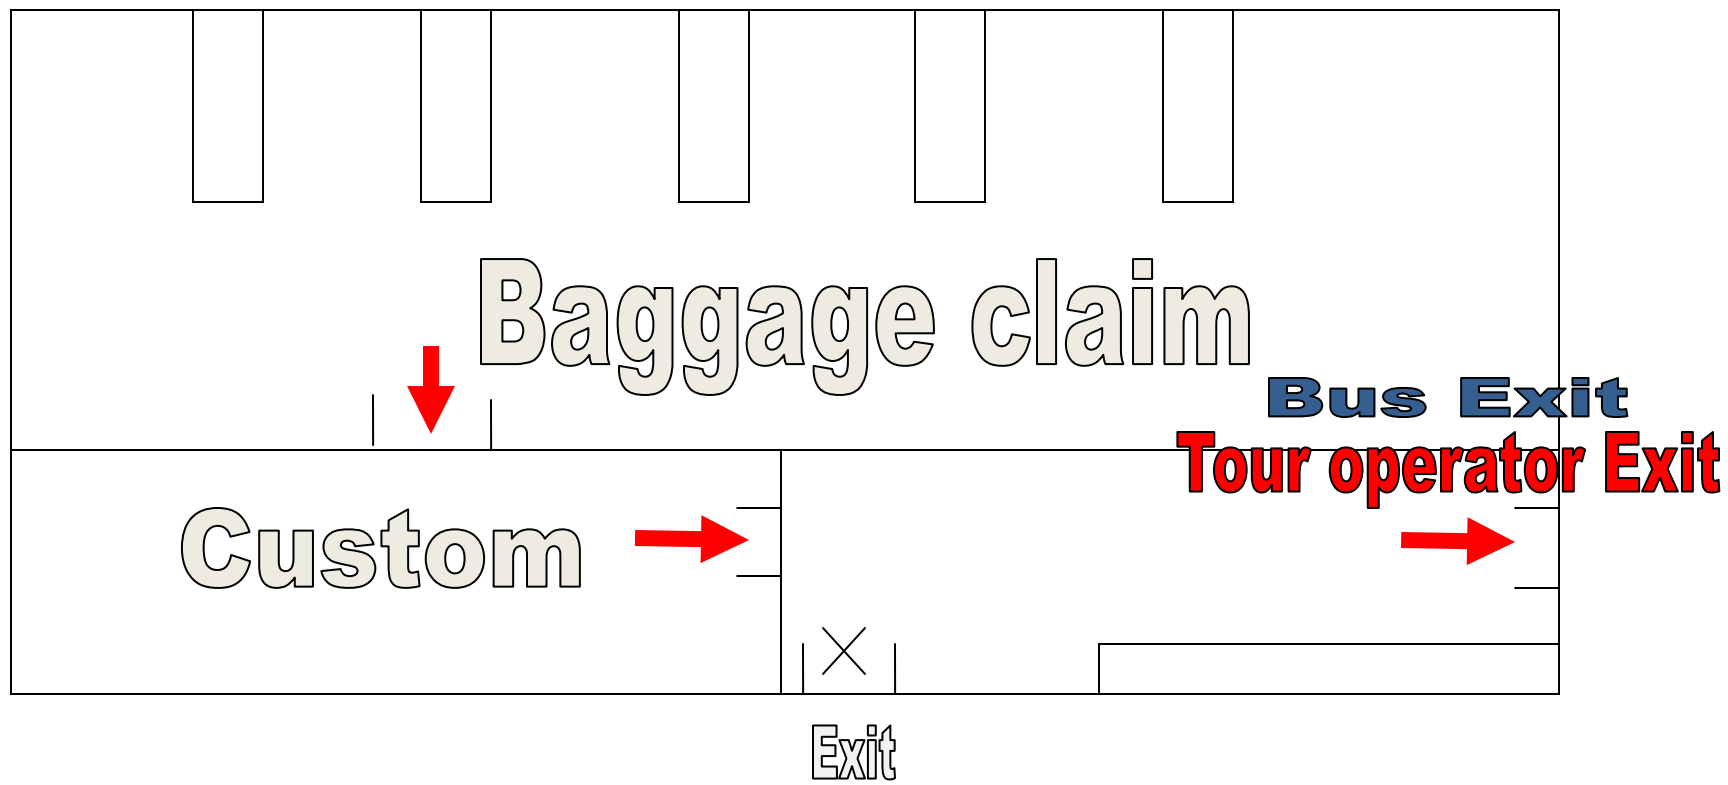 Baggage claim
Bus Exit
Tour operator Exit
Custom
Exit